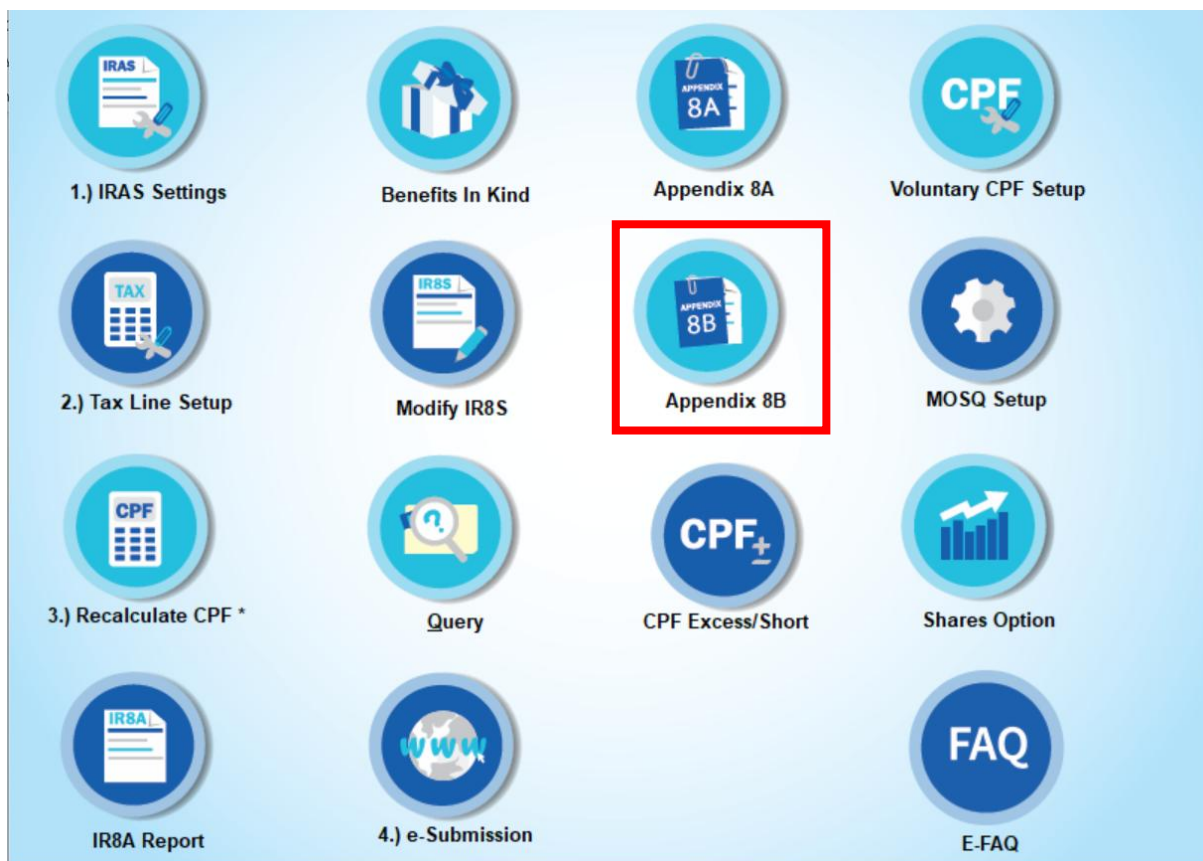 IRAS
APPENDIX
8A
CPF
1.) IRAS Settings
Benefits In Kind
Appendix 8A
Voluntary CPF Setup
TAX
IR8S
APPENDIX
8B
2.) Tax Line Setup
Modify IR8S
Appendix 8B
MOSQ Setup
CPF
?
CPF±
3.) Recalculate CPF *
Query
CPF Excess/Short
Shares Option
IR8A
www
FAQ
IR8A Report
4.) e-Submission
E-FAQ